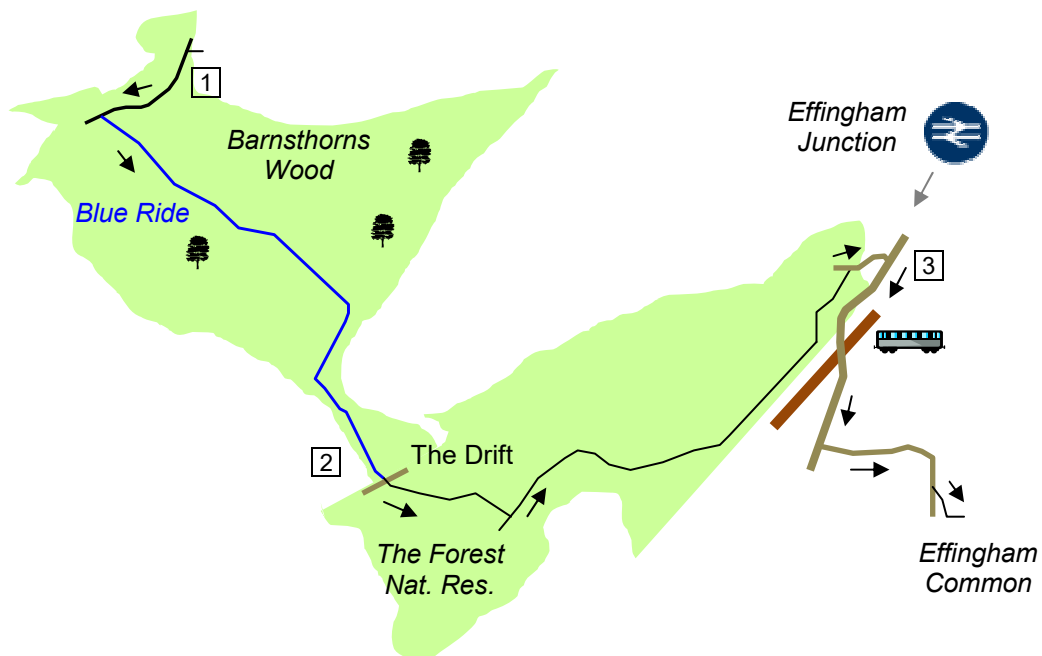 1
Barnsthorns
Wood
Blue Ride
Effingham
Junction
3
2
The Drift
The Forest
Nat. Res.
Effingham
Common